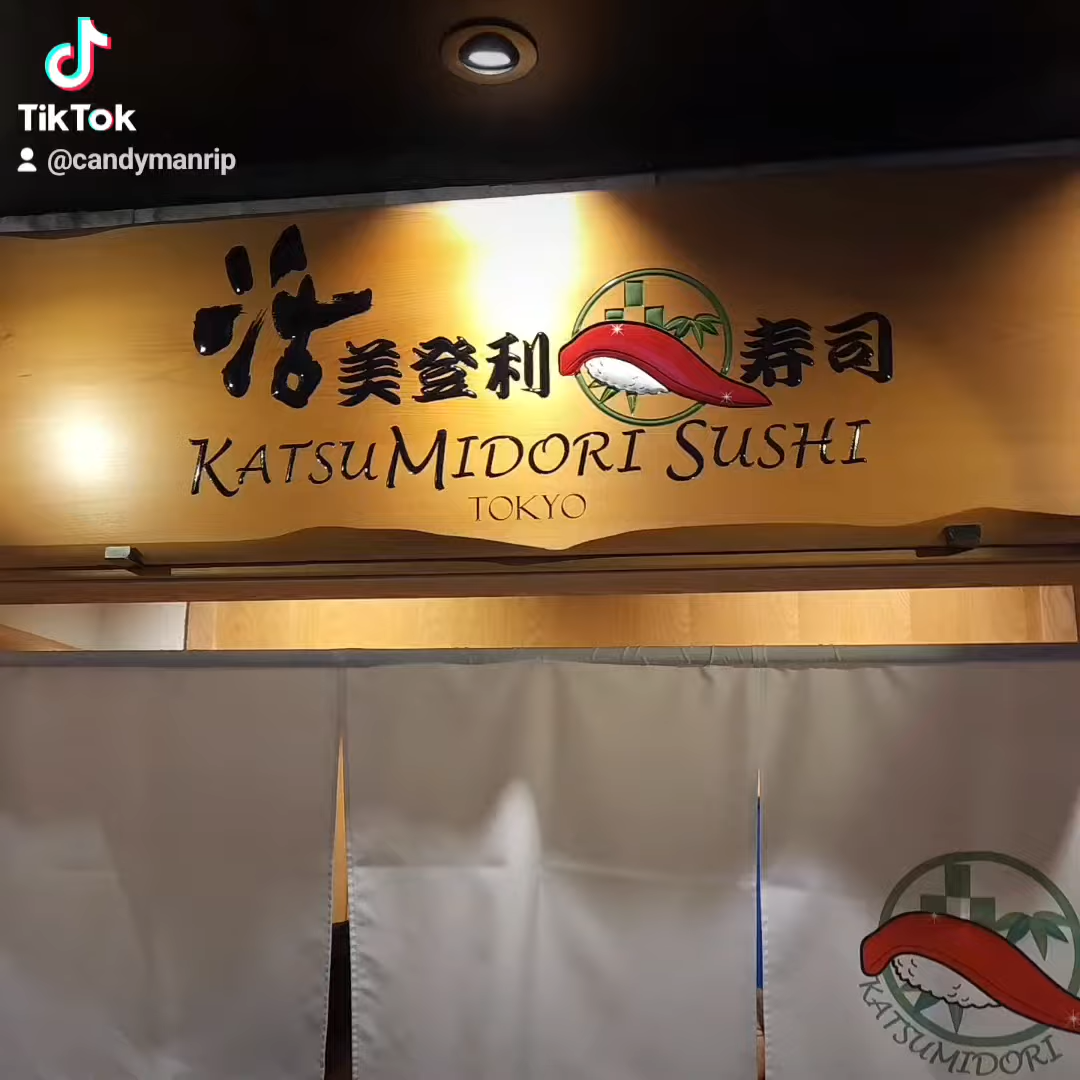 TikTok
@candymanrip
活美登利寿司
KATSUMIDORI SUSHI
TOKYO
KATSUMIDORI